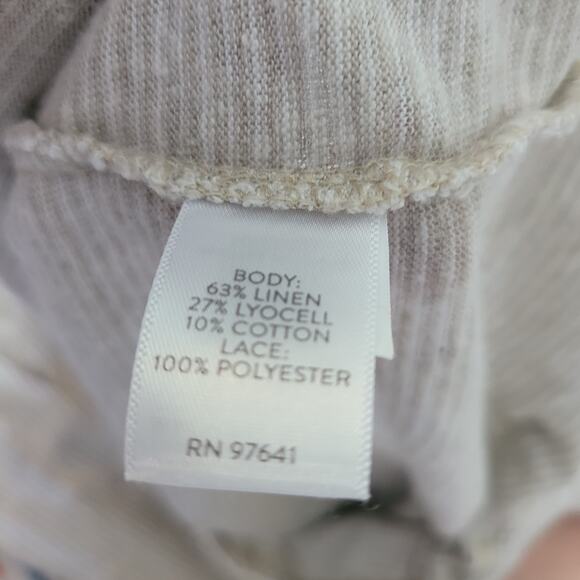 BODY:
63% LINEN
27% LYOCELL
10% COTTON
LACE:
100% POLYESTER
RN 97641